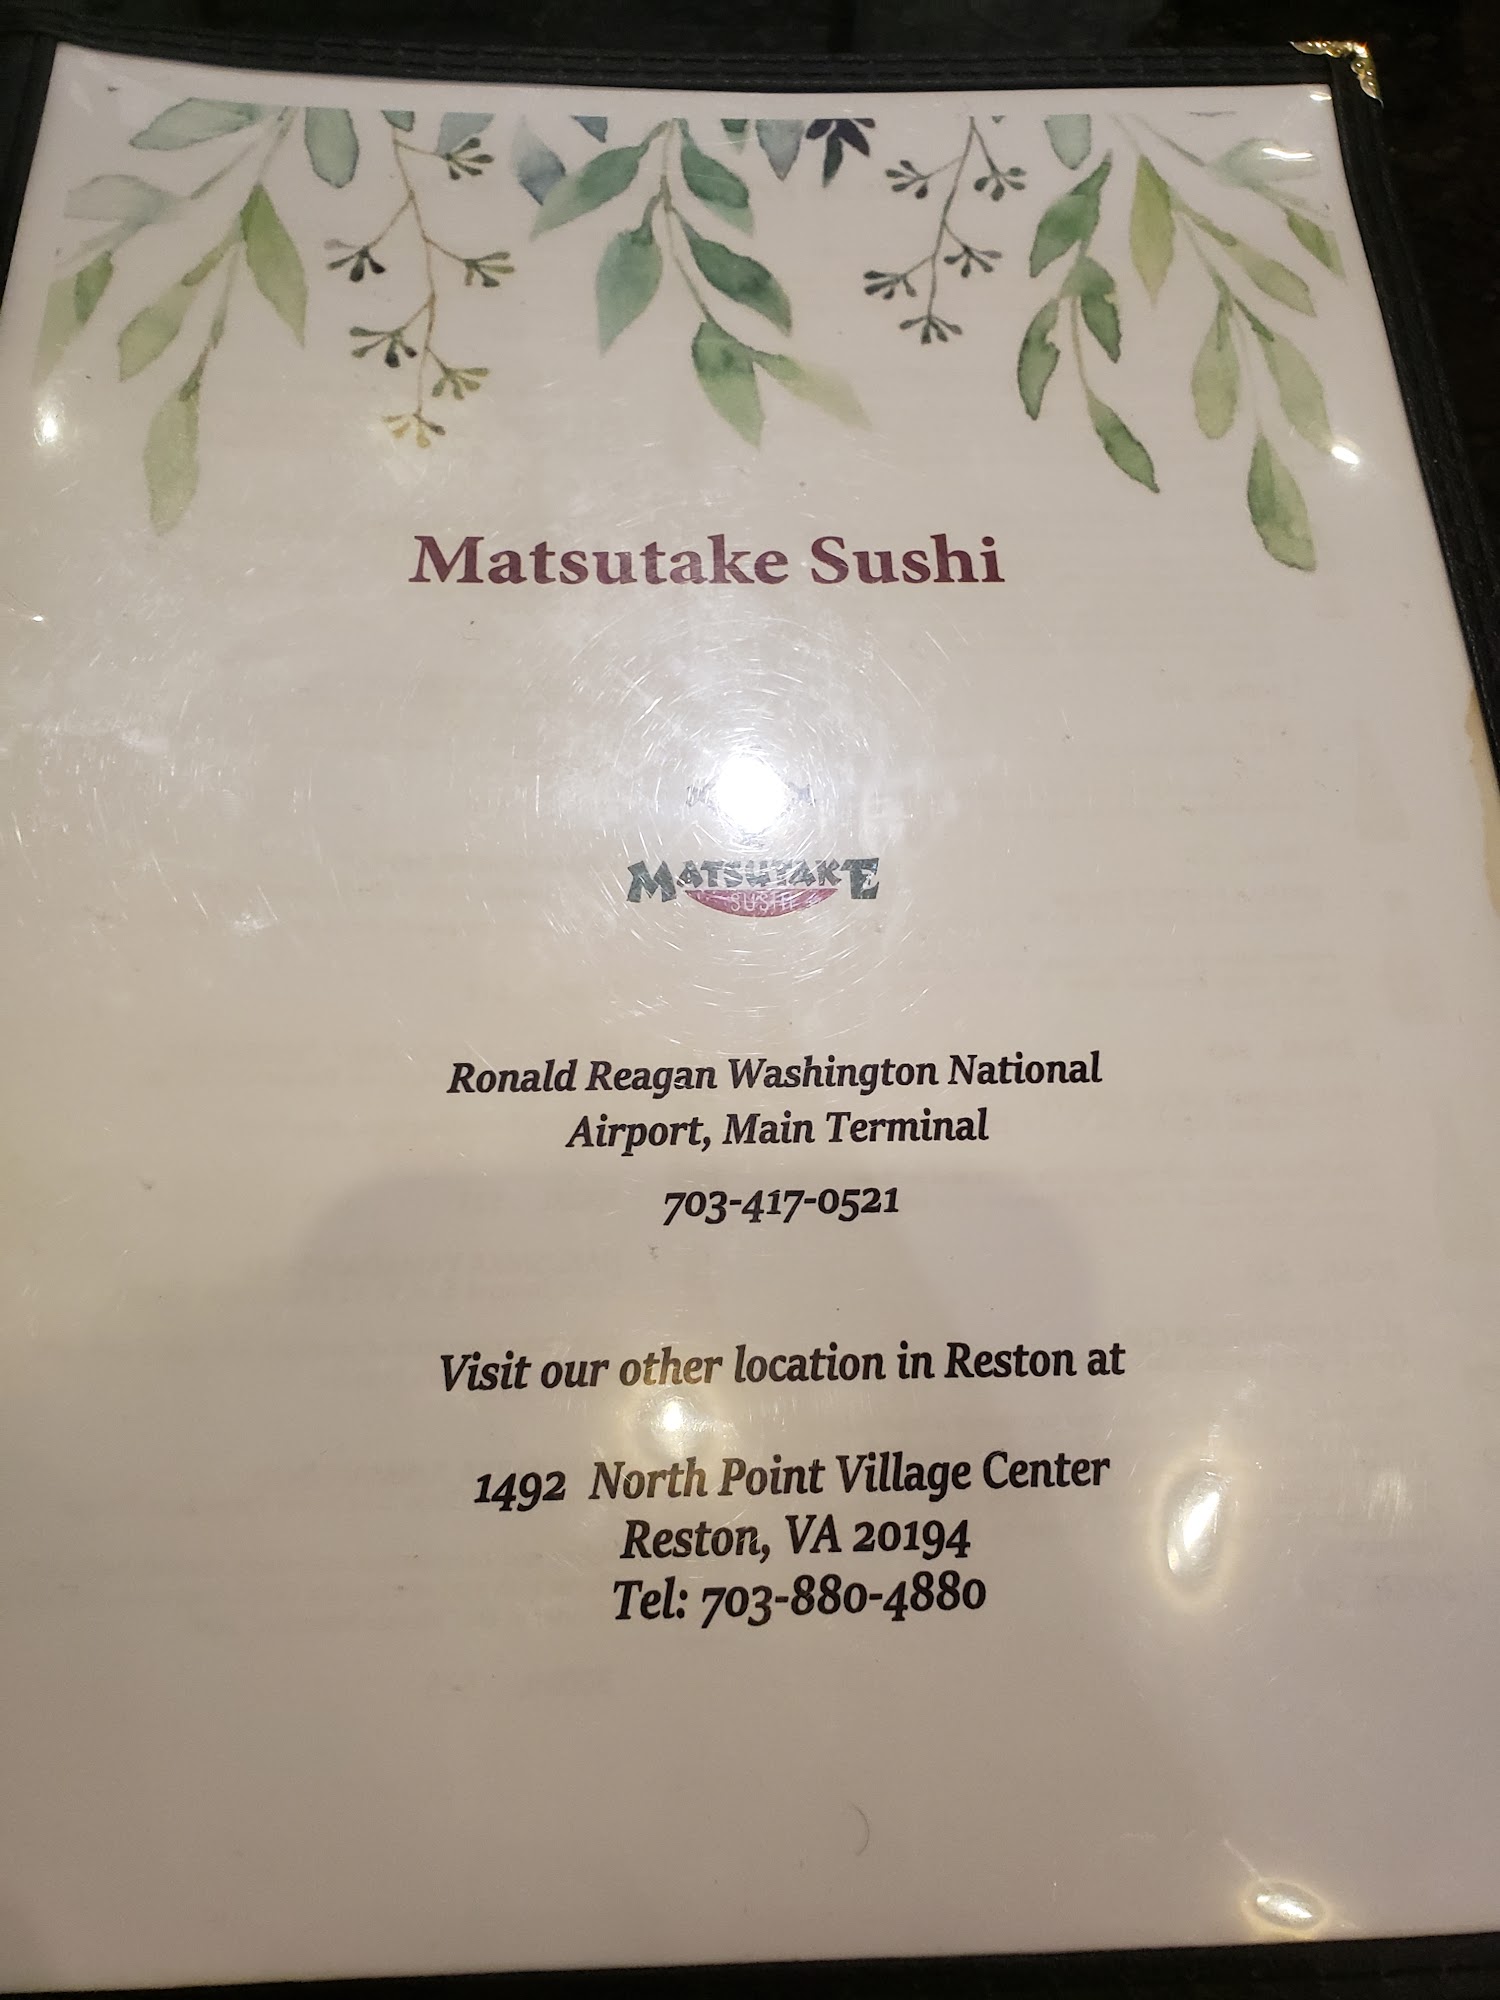 Matsutake Sushi
MATSUTAKE
SUSHI
Ronald Reagan Washington National
Airport, Main Terminal
703-417-0521
Visit our other location in Reston at
1492 North Point Village Center
Reston, VA 20194
Tel: 703-880-4880